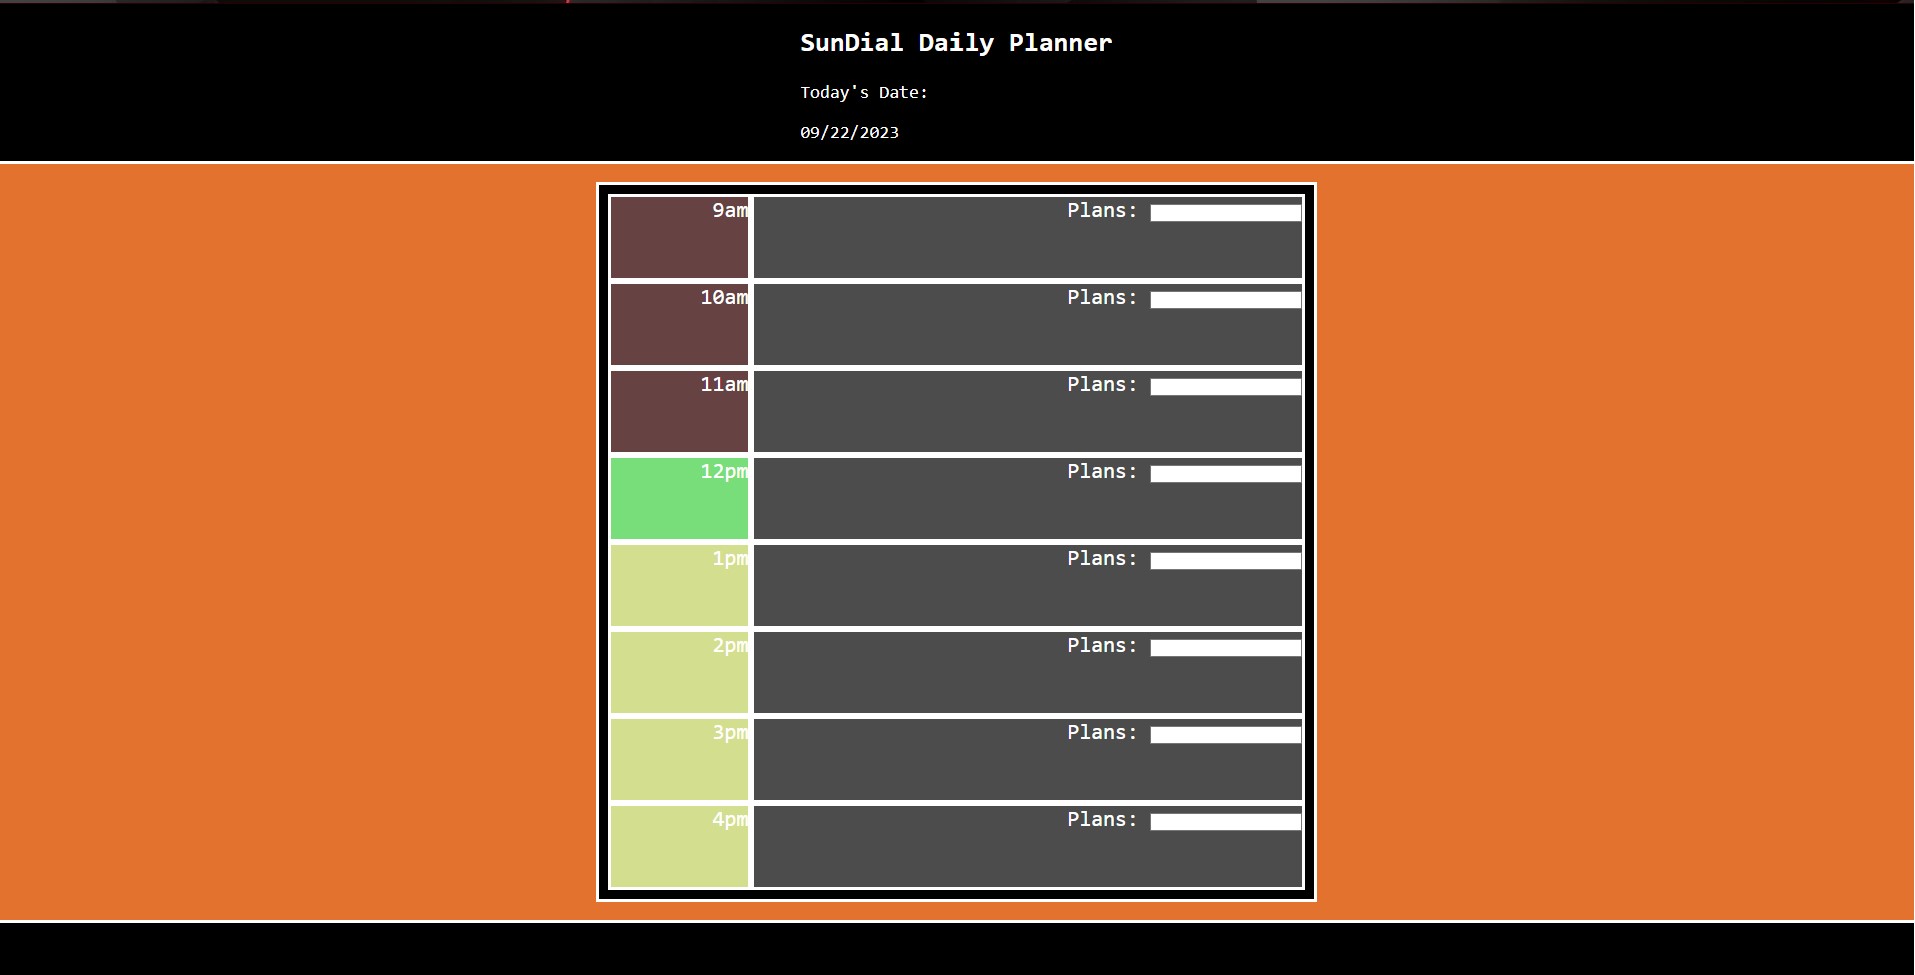 SunDial Daily Planner
Today's Date:
09/22/2023
9am Plans:
10am Plans:
11am Plans:
12pm Plans:
1pm Plans:
2pm Plans:
3pm Plans:
4pm Plans: